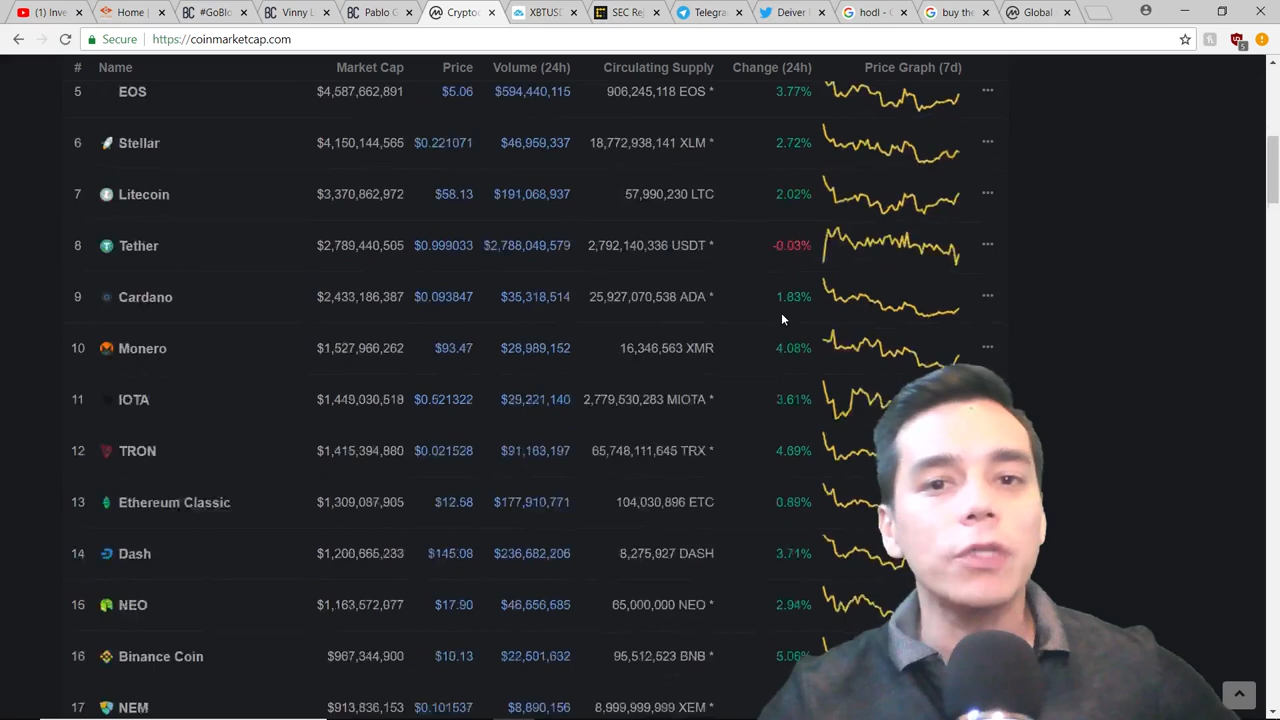 (1) Inve
Home |
#GoBlo
Vinny L
Pablo G
Crypto
XBTUS
SEC Rej
Telegra
Twitter
Deiver.
hodl -
buy the
Global
Secure
https://coinmarketcap.com
5
# Name Market Cap Price Volume (24h) Circulating Supply Change (24h) Price Graph (7d)
5 EOS $4,587,662,891 $5.06 $594,440,115 906,245,118 EOS * 3.77%
6 Stellar $4,150,144,565 $0.221071 $46,959,337 18,772,938,141 XLM * 2.72%
7 Litecoin $3,370,862,972 $58.13 $191,068,937 57,990,230 LTC 2.02%
8 Tether $2,789,440,505 $0.999033 $2,788,049,579 2,792,140,336 USDT * -0.03%
9 Cardano $2,433,186,387 $0.093847 $35,318,514 25,927,070,538 ADA * 1.83%
10 Monero $1,527,966,262 $93.47 $28,989,152 16,346,563 XMR 4.08%
11 IOTA $1,449,030,518 $0.521322 $29,221,140 2,779,530,283 MIOTA * 3.61%
12 TRON $1,415,394,880 $0.021528 $91,163,197 65,748,111,645 TRX * 4.69%
13 Ethereum Classic $1,309,087,905 $12.58 $177,910,771 104,030,896 ETC 0.89%
14 Dash $1,200,665,233 $145.08 $236,682,206 8,275,927 DASH 3.71%
15 NEO $1,163,572,077 $17.90 $46,656,685 65,000,000 NEO * 2.94%
16 Binance Coin $967,344,900 $10.13 $22,501,632 95,512,523 BNB * 5.06%
17 NEM $913,836,153 $0.101537 $8,890,156 8,999,999,999 XEM *